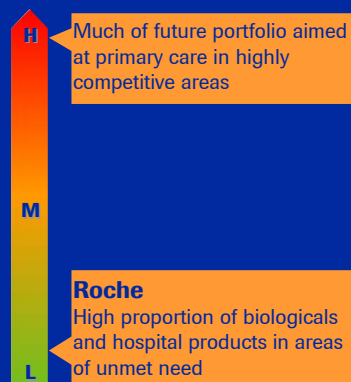 H
Much of future portfolio aimed
at primary care in highly
competitive areas
M
Roche
High proportion of biologicals
and hospital products in areas
of unmet need
L